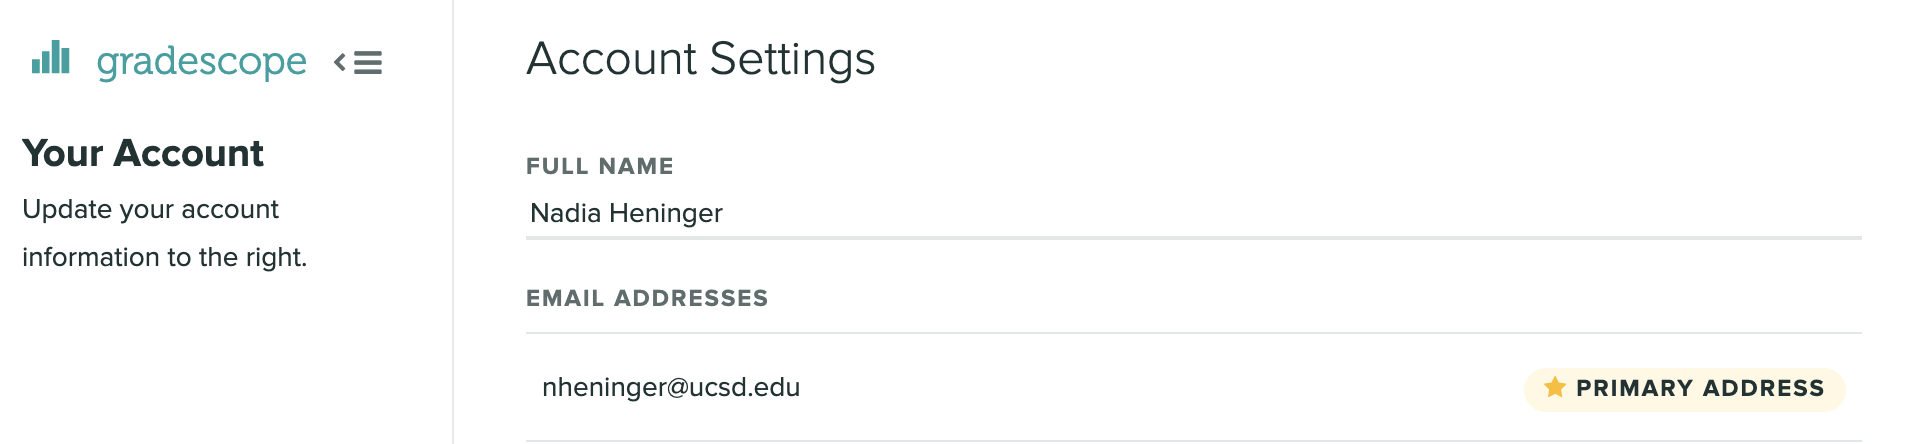 gradescope
Your Account
Update your account
information to the right.
Account Settings
FULL NAME
Nadia Heninger
EMAIL ADDRESSES
nheninger@ucsd.edu
PRIMARY ADDRESS